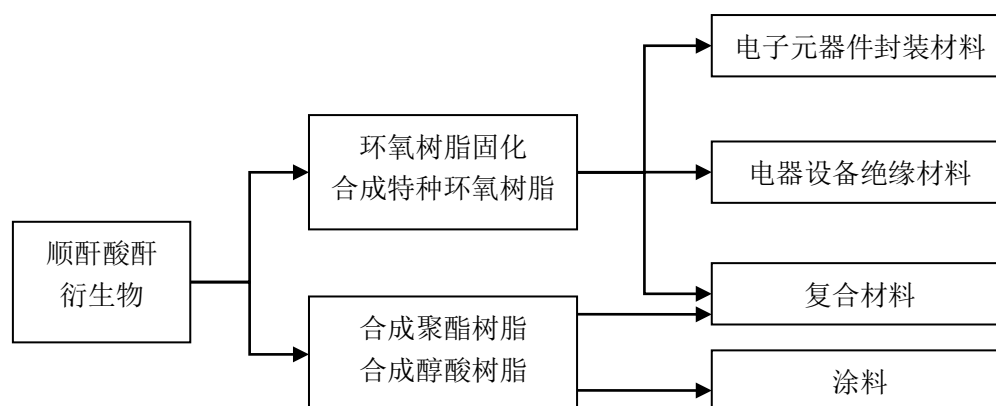 顺酐酸酐
衍生物
环氧树脂固化
合成特种环氧树脂
合成聚酯树脂
合成醇酸树脂
电子元器件封装材料
电器设备绝缘材料
复合材料
涂料